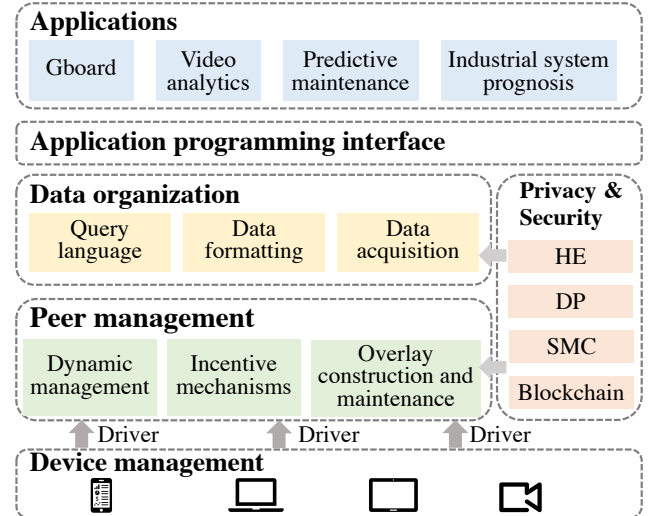 Applications
Gboard
Video
analytics
Predictive
maintenance
Industrial system
prognosis
Application programming interface
Data organization
Query
language
Data
formatting
Data
acquisition
Privacy &
Security
HE
DP
SMC
Blockchain
Peer management
Dynamic
management
Incentive
mechanisms
Overlay
construction and
maintenance
Driver
Driver
Driver
Device management